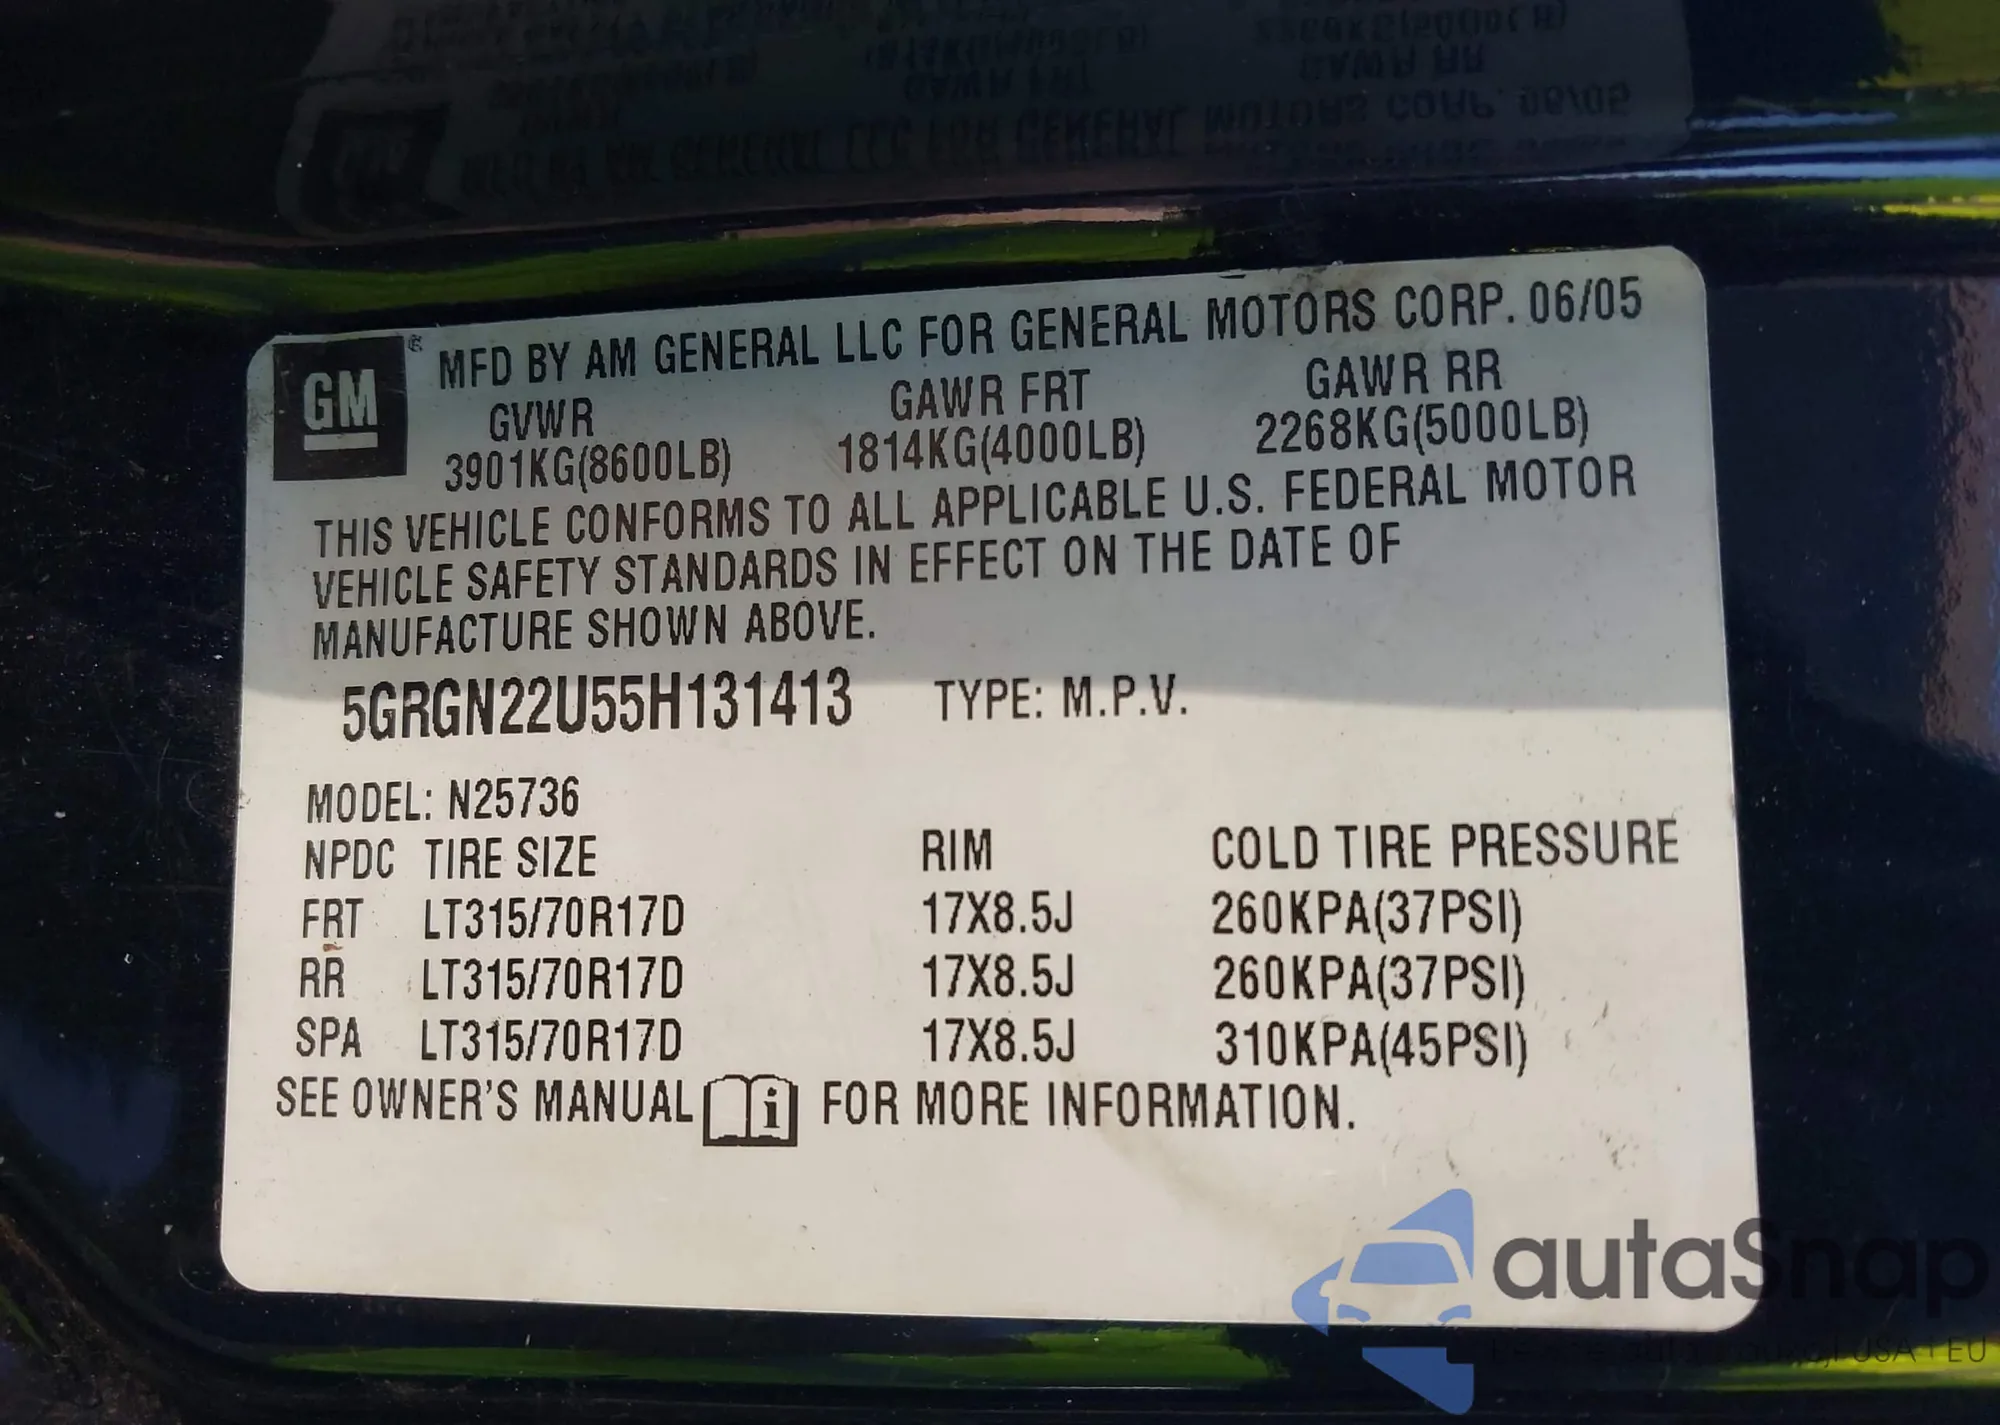 GM
MFD BY AM GENERAL LLC FOR GENERAL MOTORS CORP. 06/05
GVWR GAWR FRT GAWR RR
3901KG(8600LB) 1814KG(4000LB) 2268KG(5000LB)
THIS VEHICLE CONFORMS TO ALL APPLICABLE U.S. FEDERAL MOTOR
VEHICLE SAFETY STANDARDS IN EFFECT ON THE DATE OF
MANUFACTURE SHOWN ABOVE.
5GRGN22U55H131413 TYPE: M.P.V.
MODEL: N25736
NPDC TIRE SIZE RIM COLD TIRE PRESSURE
FRT LT315/70R17D 17X8.5J 260KPA(37PSI)
RR LT315/70R17D 17X8.5J 260KPA(37PSI)
SPA LT315/70R17D 17X8.5J 310KPA(45PSI)
SEE OWNER'S MANUAL i FOR MORE INFORMATION.
autaSnap
USA EU